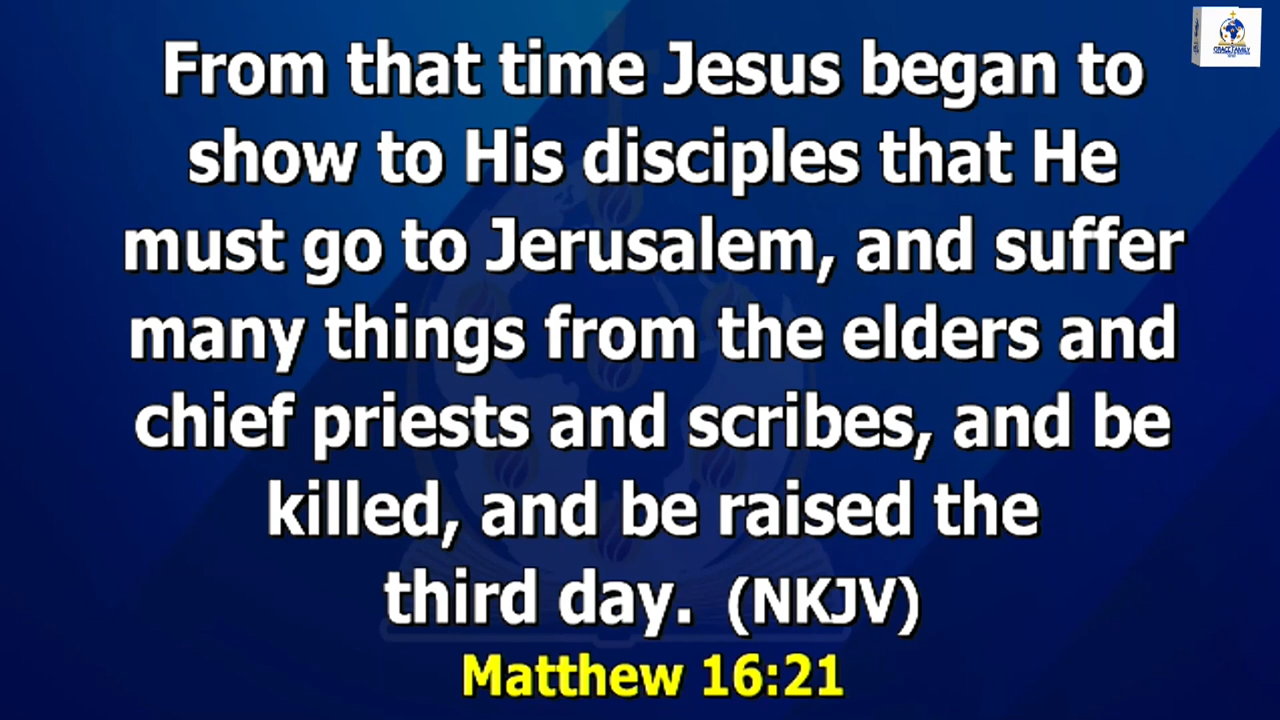 From that time Jesus began to
show to His disciples that He
must go to Jerusalem, and suffer
many things from the elders and
chief priests and scribes, and be
killed, and be raised the
third day. (NKJV)
Matthew 16:21
GRACE FAMILY